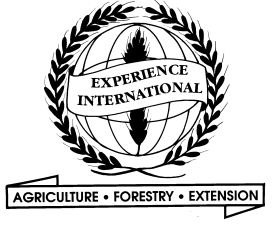 EXPERIENCE
INTERNATIONAL
AGRICULTURE • FORESTRY • EXTENSION